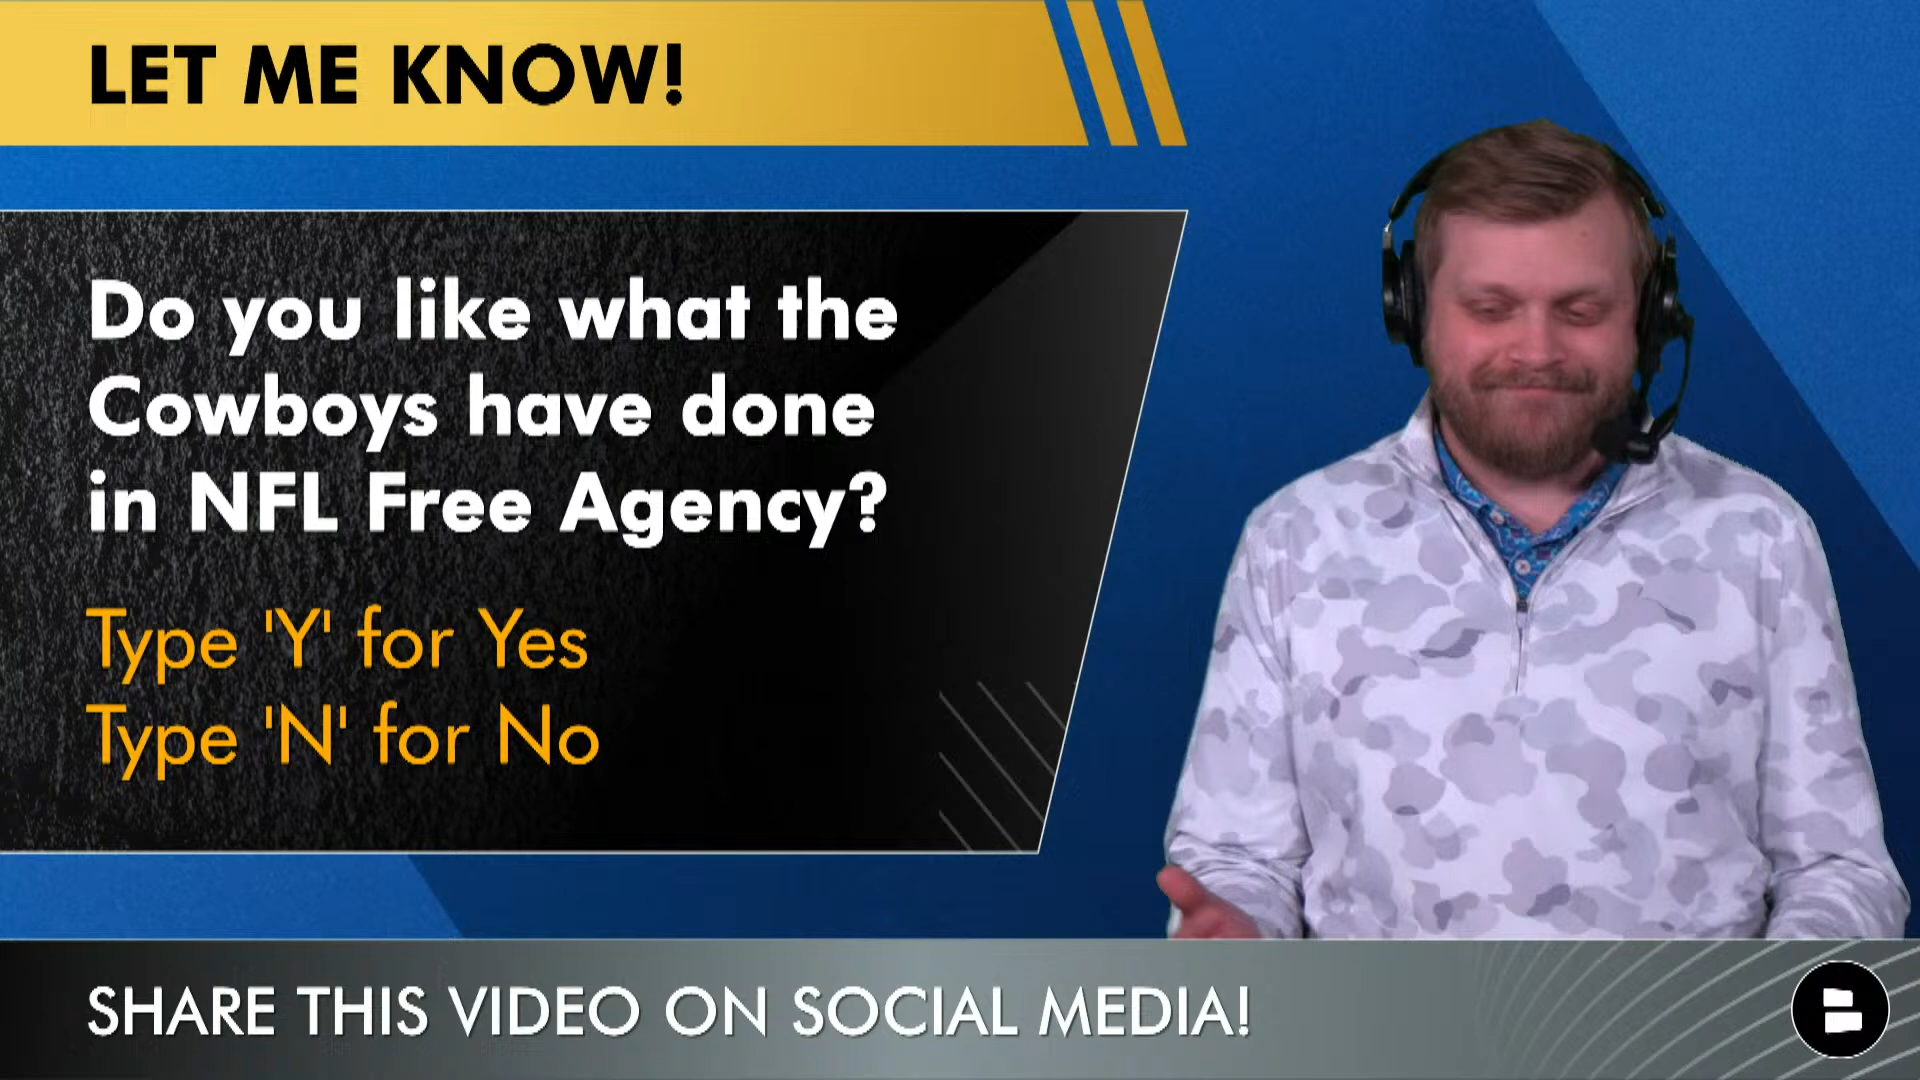 LET ME KNOW!
Do you like what the
Cowboys have done
in NFL Free Agency?
Type 'Y' for Yes
Type 'N' for No
SHARE THIS VIDEO ON SOCIAL MEDIA!